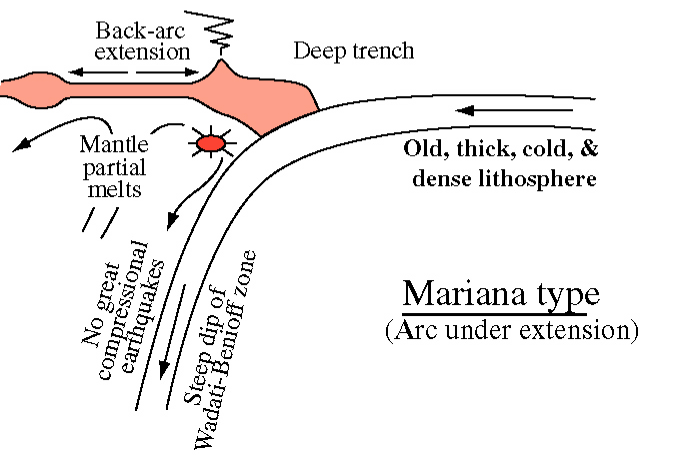 Back-arc
extension
Deep trench
Mantle
partial
melts
Old, thick, cold, &
dense lithosphere
No great
compressional
earthquakes
Steep dip of
Wadati-Benioff zone
Mariana type
(Arc under extension)